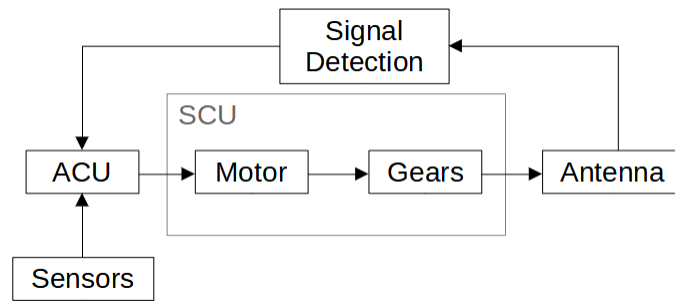 Signal
Detection
SCU
ACU
Motor
Gears
Antenna
Sensors